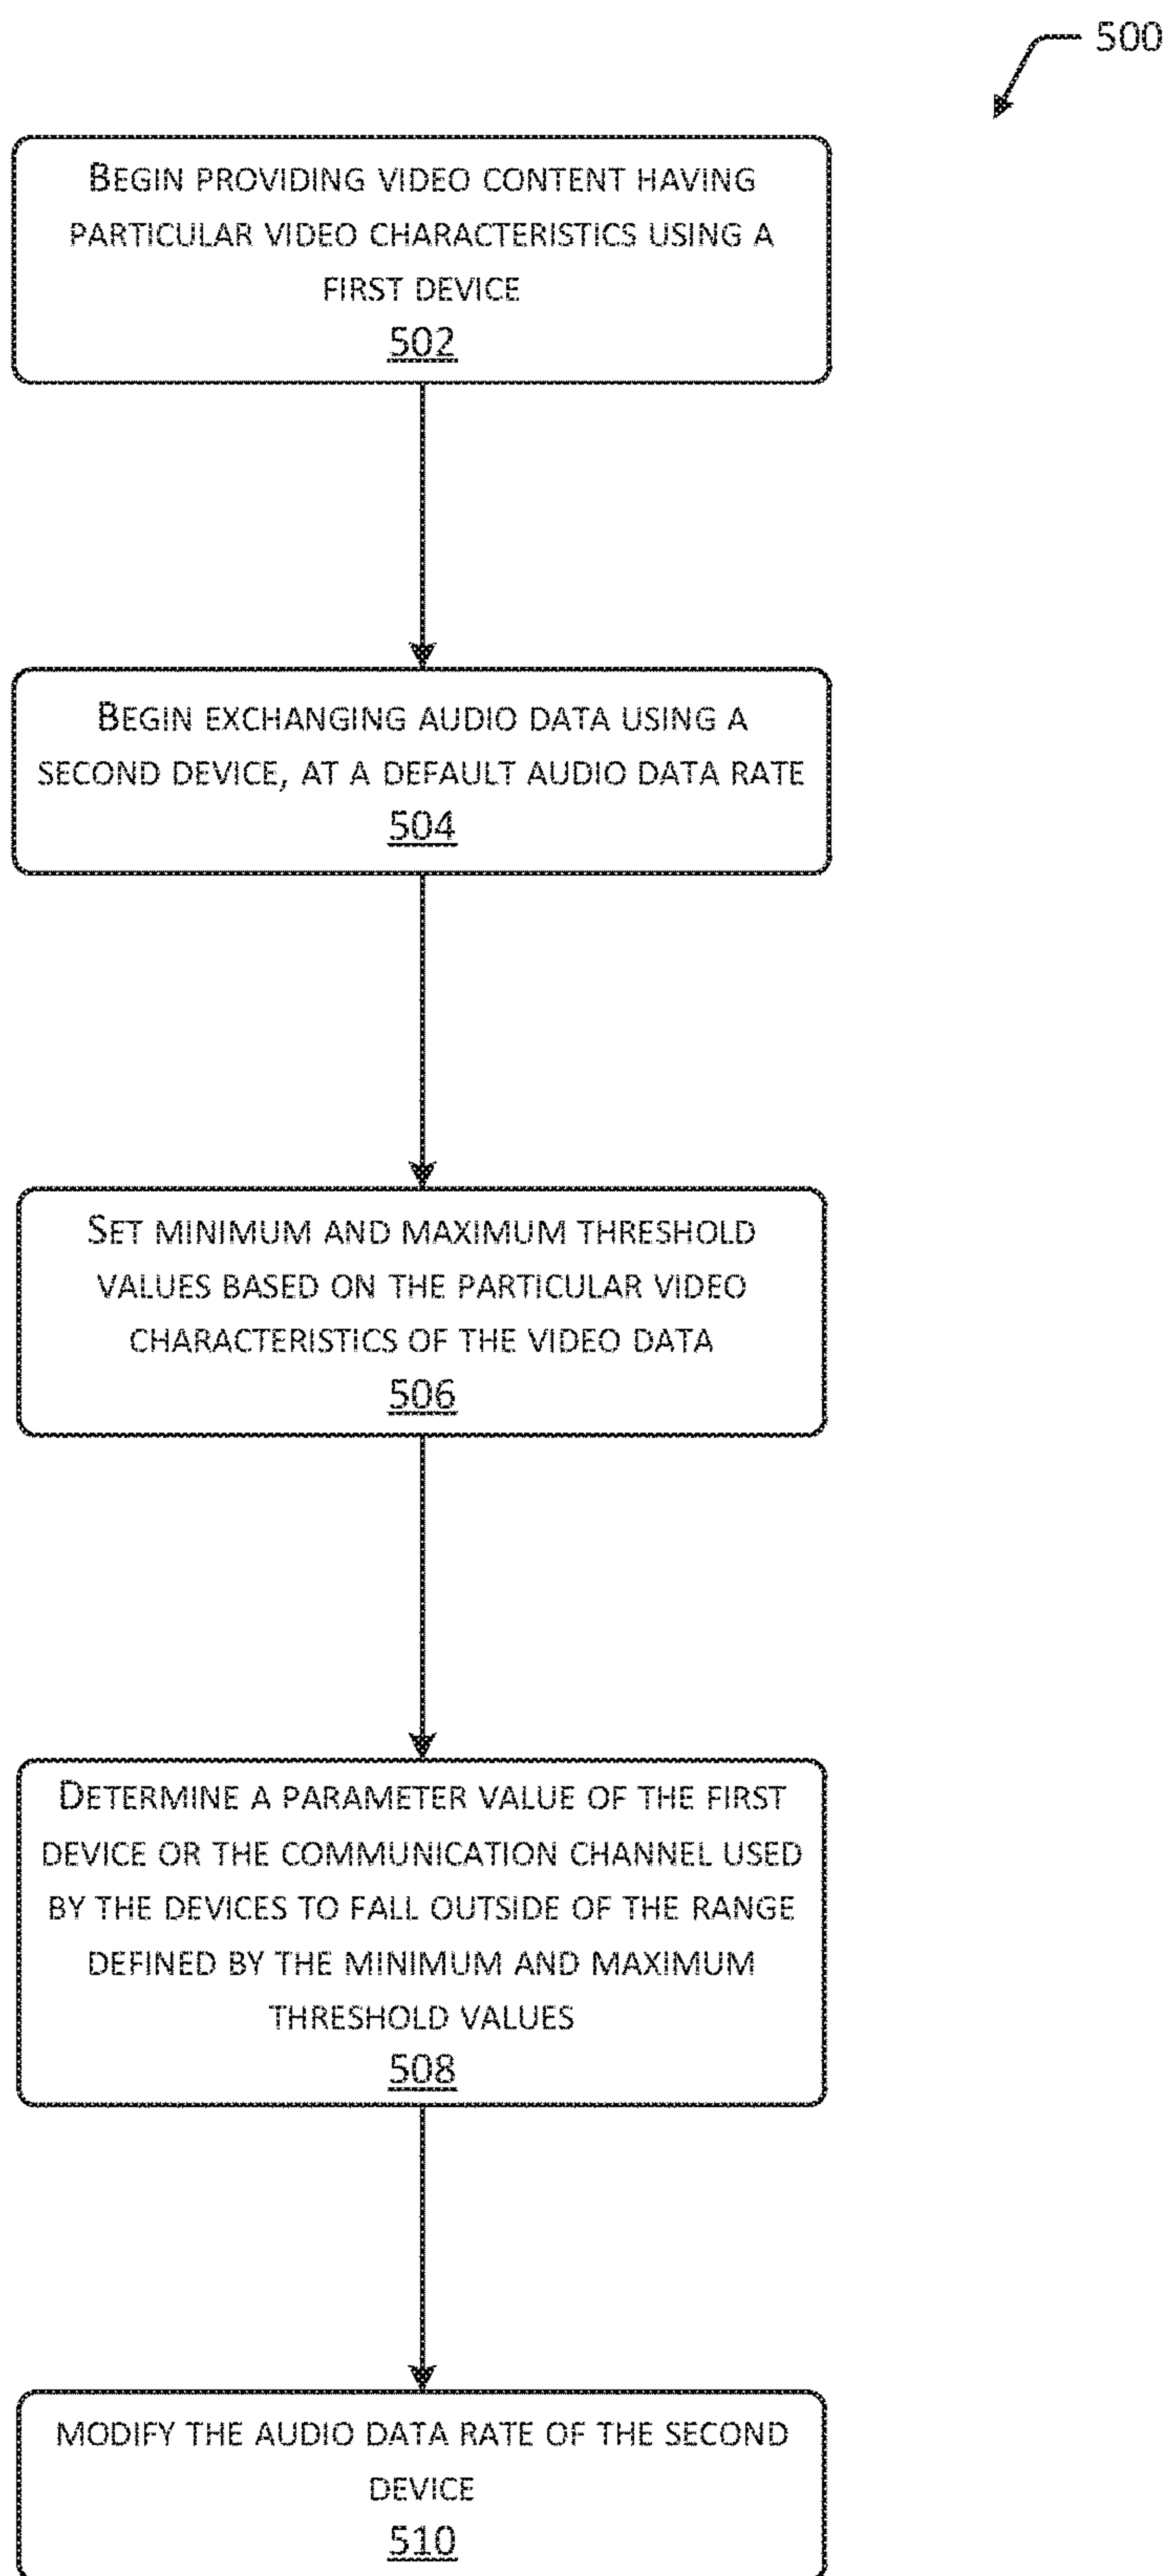 500
BEGIN PROVIDING VIDEO CONTENT HAVING
PARTICULAR VIDEO CHARACTERISTICS USING A
FIRST DEVICE
502
BEGIN EXCHANGING AUDIO DATA USING A
SECOND DEVICE, AT A DEFAULT AUDIO DATA RATE
504
SET MINIMUM AND MAXIMUM THRESHOLD
VALUES BASED ON THE PARTICULAR VIDEO
CHARACTERISTICS OF THE VIDEO DATA
506
DETERMINE A PARAMETER VALUE OF THE FIRST
DEVICE OR THE COMMUNICATION CHANNEL USED
BY THE DEVICES TO FALL OUTSIDE OF THE RANGE
DEFINED BY THE MINIMUM AND MAXIMUM
THRESHOLD VALUES
508
MODIFY THE AUDIO DATA RATE OF THE SECOND
DEVICE
510